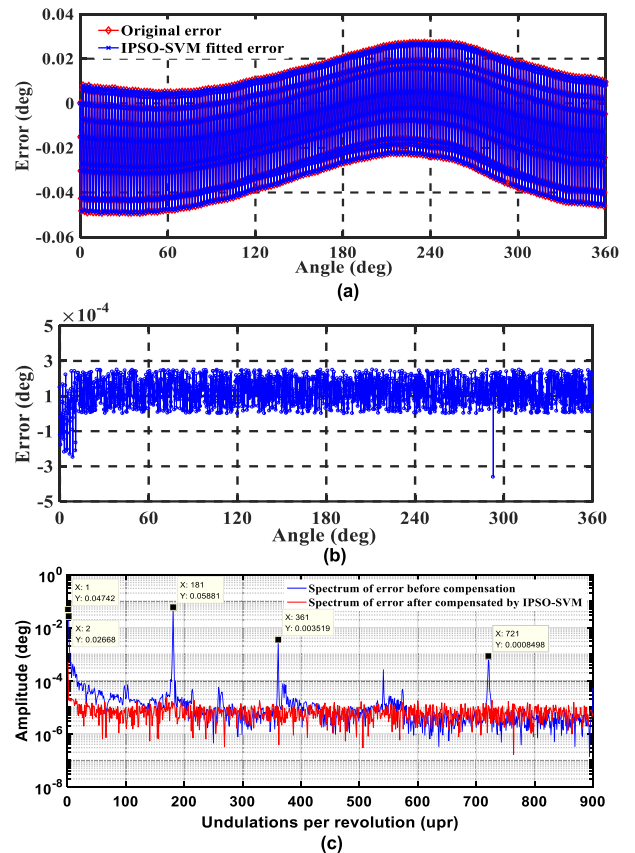 0.04
0.02
0
-0.02
-0.04
-0.06
Error (deg)
Original error
IPSO-SVM fitted error
0 60 120 180 240 300 360
Angle (deg)
(a)
×10⁻⁴
5
3
1
-1
-3
-5
Error (deg)
0 60 120 180 240 300 360
(b)
10⁰
10⁻²
10⁻⁴
10⁻⁶
10⁻⁸
Amplitude (deg)
X: 1
Y: 0.04742
X: 2
Y: 0.02668
X: 181
Y: 0.05881
X: 361
Y: 0.003519
X: 721
Y: 0.0008498
Spectrum of error before compensation
Spectrum of error after compensated by IPSO-SVM
0 100 200 300 400 500 600 700 800 900
Undulations per revolution (upr)
(c)